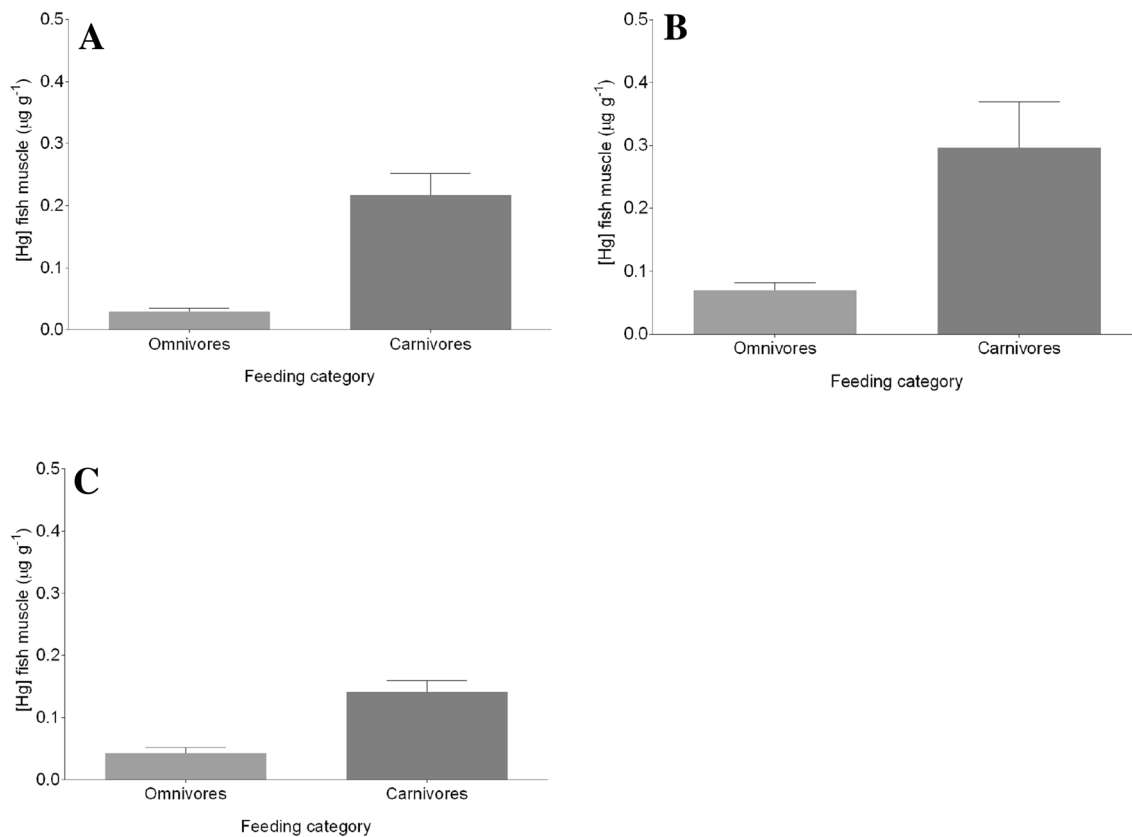 A
[Hg] fish muscle (µg g⁻¹)
0.5
0.4
0.3
0.2
0.1
0.0
Omnivores
Carnivores
Feeding category
B
[Hg] fish muscle (µg g⁻¹)
0.5
0.4
0.3
0.2
0.1
0.0
Omnivores
Carnivores
Feeding category
C
[Hg] fish muscle (µg g⁻¹)
0.5
0.4
0.3
0.2
0.1
0.0
Omnivores
Carnivores
Feeding category